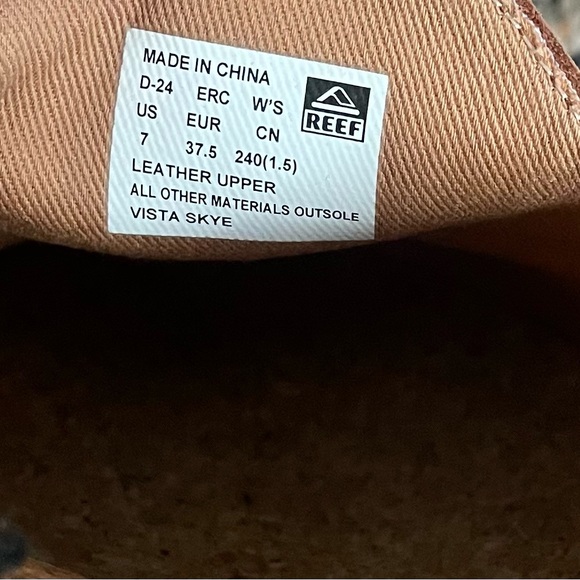 MADE IN CHINA
D-24 ERC W'S
US EUR CN
7 37.5 240(1.5)
LEATHER UPPER
ALL OTHER MATERIALS OUTSOLE
VISTA SKYE
REEF